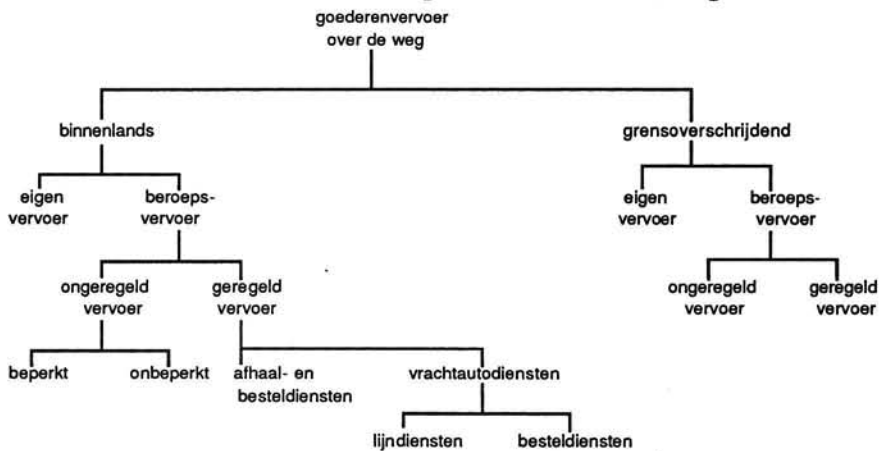 goederenvervoer
over de weg
binnenlands
grensoverschrijdend
eigen
vervoer
beroeps-
vervoer
eigen
vervoer
beroeps-
vervoer
ongeregeld
vervoer
geregeld
vervoer
ongeregeld
vervoer
geregeld
vervoer
beperkt
onbeperkt
afhaal- en
besteldiensten
vrachtautodiensten
lijndiensten
besteldiensten